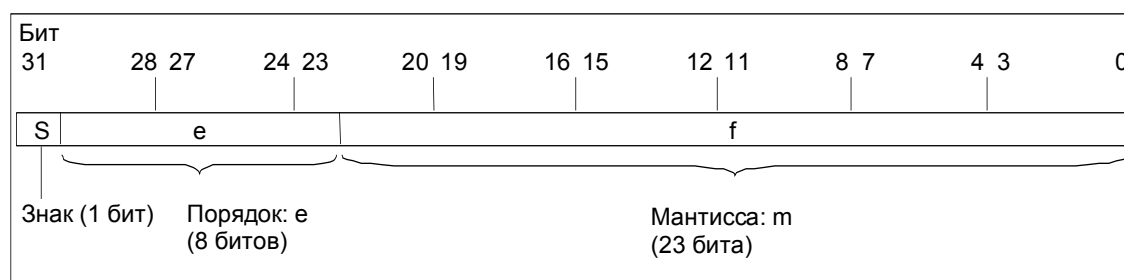 Бит
31 28 27 24 23 20 19 16 15 12 11 8 7 4 3 0
S e f
Знак (1 бит) Порядок: e Мантисса: m
(8 битов) (23 бита)